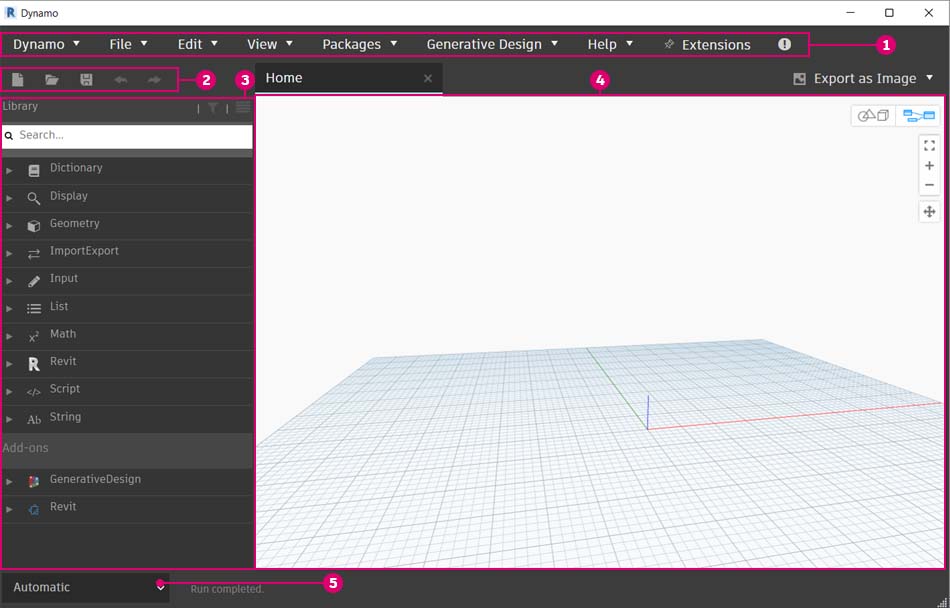 Dynamo
Dynamo File Edit View Packages Generative Design Help Extensions ! 1
2 3 Home 4 Export as Image
Library
Search...
Dictionary
Display
Geometry
ImportExport
Input
List
x² Math
R Revit
</> Script
Ab String
Add-ons
GenerativeDesign
Revit
Automatic Run completed. 5